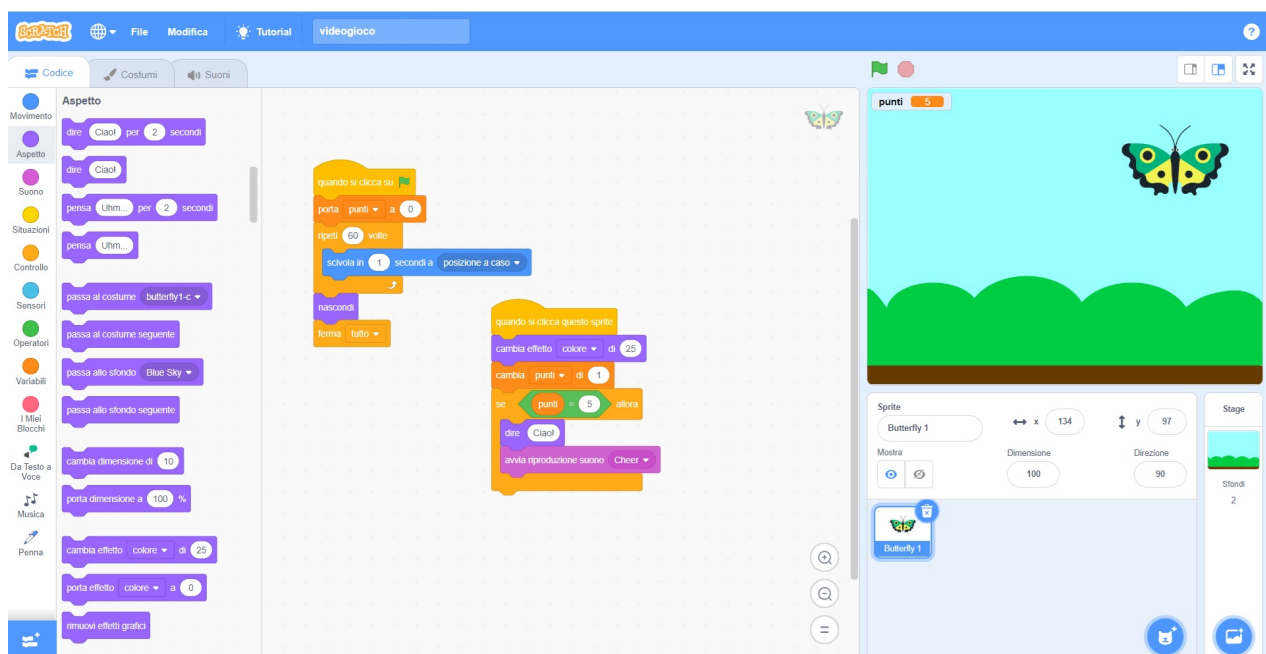 SCRATCH File Modifica Tutorial videogioco ?
Codice Costumi Suoni
Movimento
Aspetto
Suono
Situazioni
Controllo
Sensori
Operatori
Variabili
I Miei
Blocchi
Da Testo a
Voce
Musica
Penna
Aspetto
dire Ciao! per 2 secondi
dire Ciao!
pensa Uhm... per 2 secondi
pensa Uhm...
passa al costume butterfly1-c
passa al costume seguente
passa allo sfondo Blue Sky
passa allo sfondo seguente
cambia dimensione di 10
porta dimensione a 100 %
cambia effetto colore di 25
porta effetto colore a 0
rimuovi effetti grafici
quando si clicca su
porta punti a 0
ripeti 60 volte
scivola in 1 secondi a posizione a caso
nascondi
ferma tutto
quando si clicca questo sprite
cambia effetto colore di 25
cambia punti di 1
se punti = 5 allora
dire Ciao!
avvia riproduzione suono Cheer
punti 5
Sprite
Butterfly 1 x 134 y 97
Mostra Dimensione Direzione
100 90
Butterfly 1
Stage
Sfondi
2